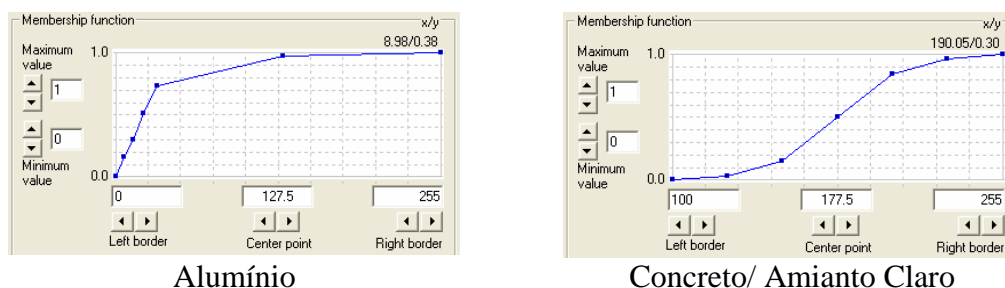 Membership function
x/y
8.98/0.38
Maximum
value
1.0
1
0
Minimum
value
0.0
0
127.5
255
Left border
Center point
Right border
Alumínio
Membership function
x/y
190.05/0.30
Maximum
value
1.0
1
0
Minimum
value
0.0
100
177.5
255
Left border
Center point
Right border
Concreto/ Amianto Claro